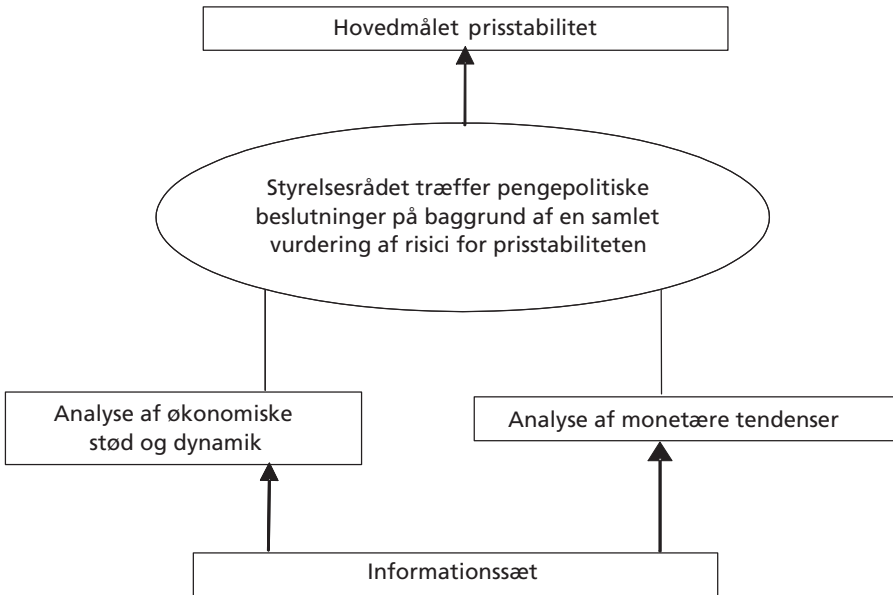 Hovedmålet prisstabilitet
Styrelsesrådet træffer pengepolitiske
beslutninger på baggrund af en samlet
vurdering af risici for prisstabiliteten
Analyse af økonomiske
stød og dynamik
Analyse af monetære tendenser
Informationssæt